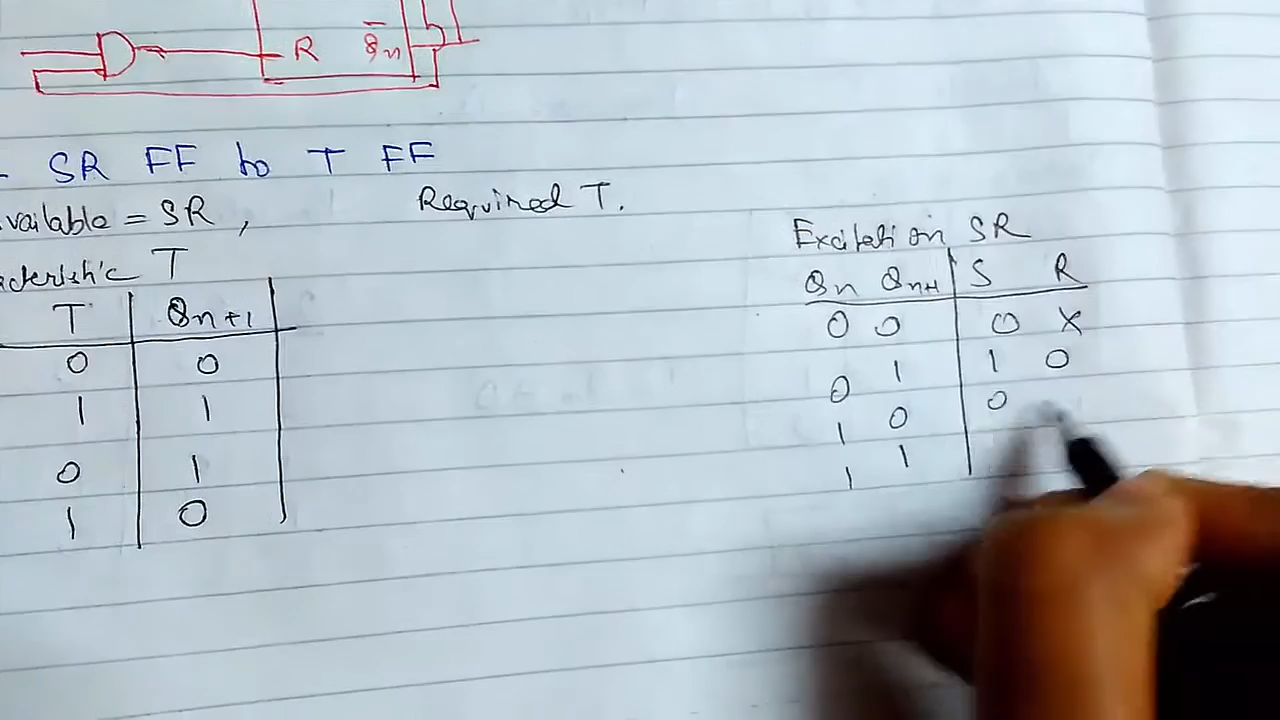 R Q̅n
- SR FF to T FF
vailable = SR, Required T.
Excitation SR
acteristic T
Qn Qn+1 S R
T Qn+1
0 0 0 X
0 0
0 1 1 0
1 1
1 0 0
0 1
1 1
1 0